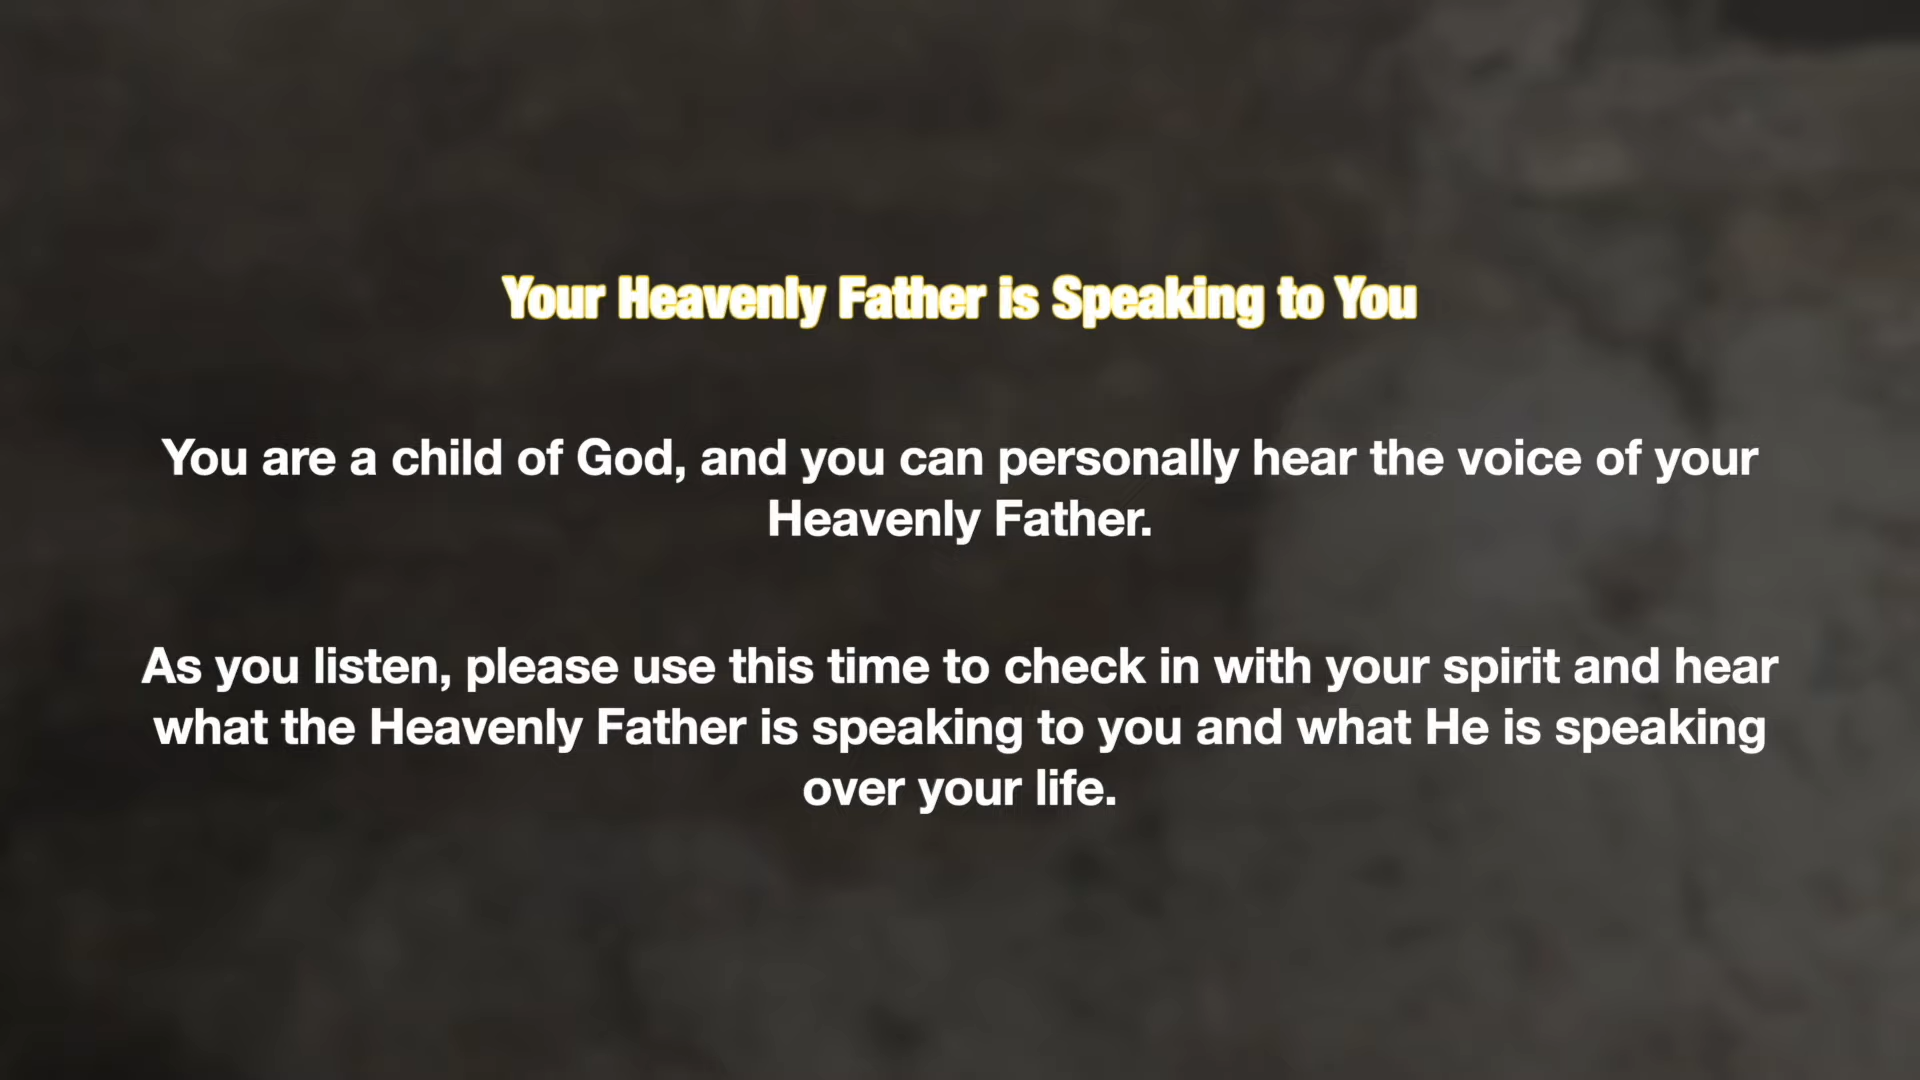 Your Heavenly Father is Speaking to You
You are a child of God, and you can personally hear the voice of your
Heavenly Father.
As you listen, please use this time to check in with your spirit and hear
what the Heavenly Father is speaking to you and what He is speaking
over your life.